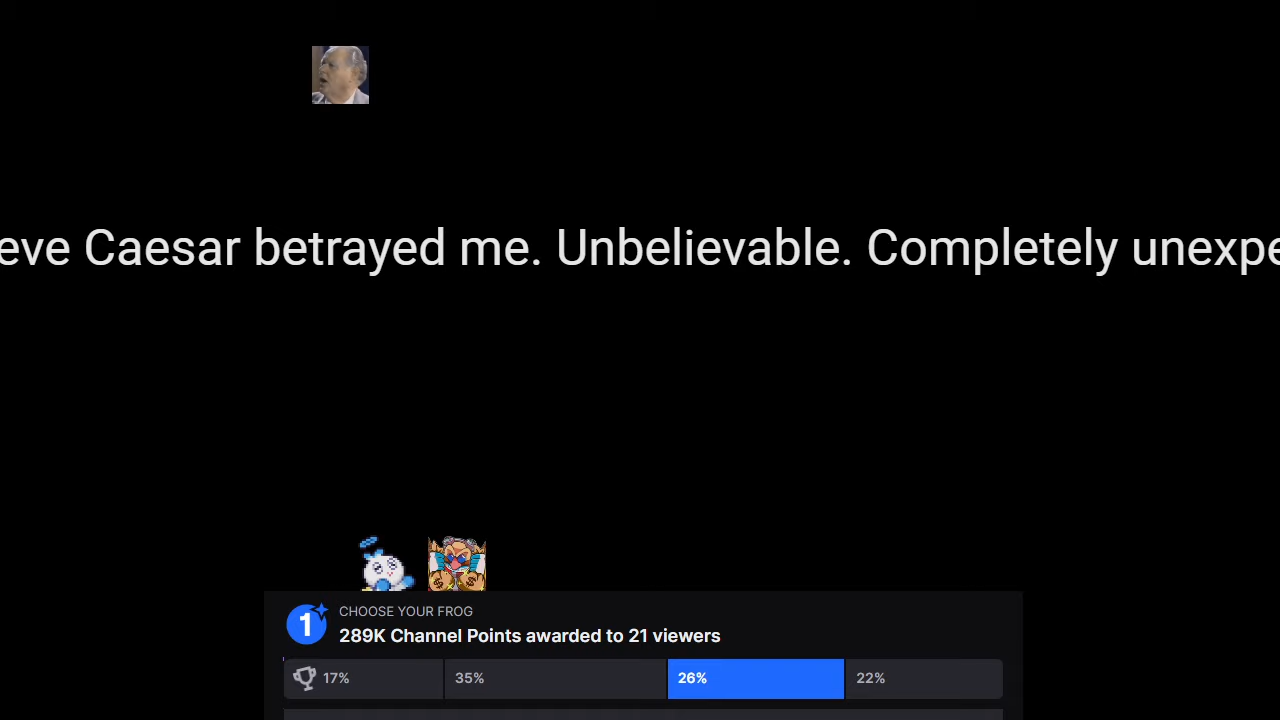 eve Caesar betrayed me. Unbelievable. Completely unexpe
CHOOSE YOUR FROG
1
289K Channel Points awarded to 21 viewers
17% 35% 26% 22%